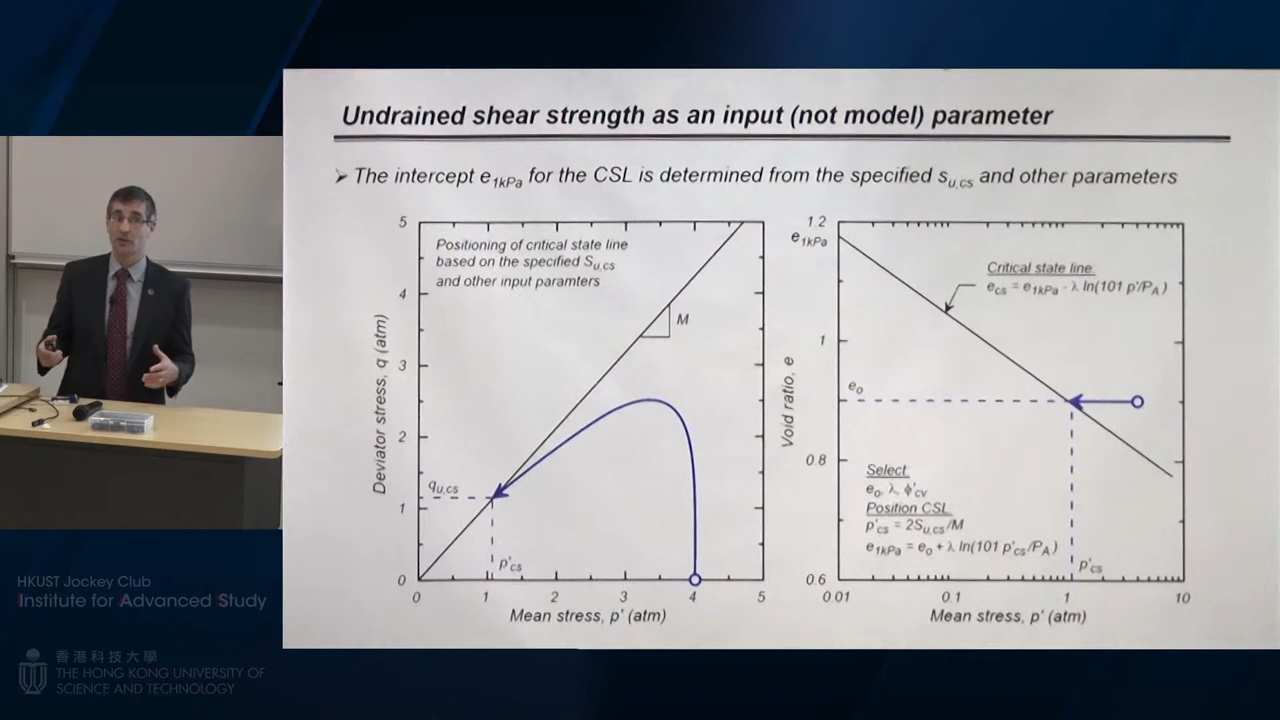 Undrained shear strength as an input (not model) parameter
➢ The intercept e1kPa for the CSL is determined from the specified su,cs and other parameters
Positioning of critical state line
based on the specified Su,cs
and other input paramters
M
qu,cs
p'cs
5
4
3
2
1
0
Deviator stress, q (atm)
0 1 2 3 4 5
Mean stress, p' (atm)
1.2
e1kPa
1
eo
0.8
0.6
Void ratio, e
Critical state line:
ecs = e1kPa - λ ln(101 p'/PA)
Select:
eo, λ, ϕ'cv
Position CSL:
p'cs = 2Su,cs/M
e1kPa = eo + λ ln(101 p'cs/PA)
p'cs
0.01 0.1 1 10
Mean stress, p' (atm)
HKUST Jockey Club
Institute for Advanced Study
香港科技大學
THE HONG KONG UNIVERSITY OF
SCIENCE AND TECHNOLOGY